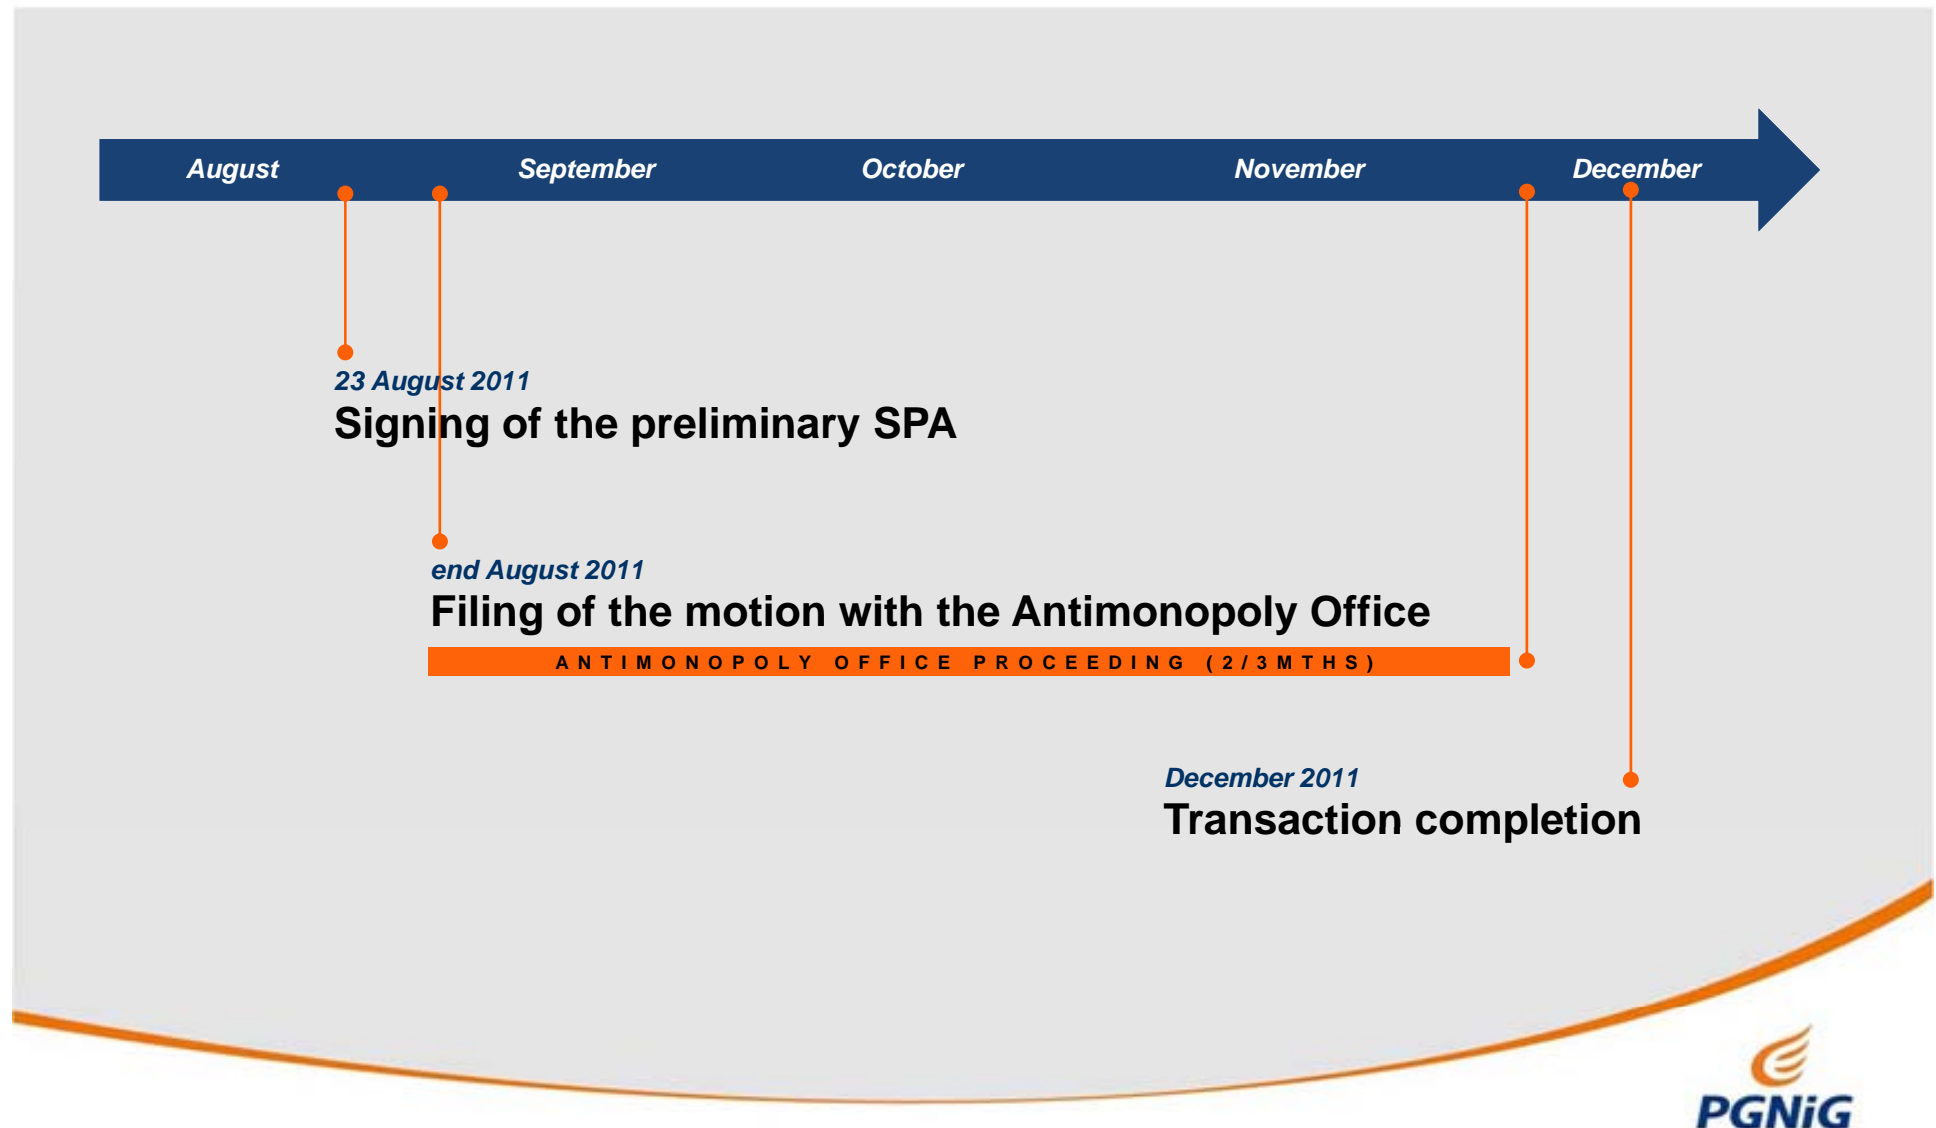 August September October November December
23 August 2011
Signing of the preliminary SPA
end August 2011
Filing of the motion with the Antimonopoly Office
ANTIMONOPOLY OFFICE PROCEEDING (2/3MTHS)
December 2011
Transaction completion
PGNiG